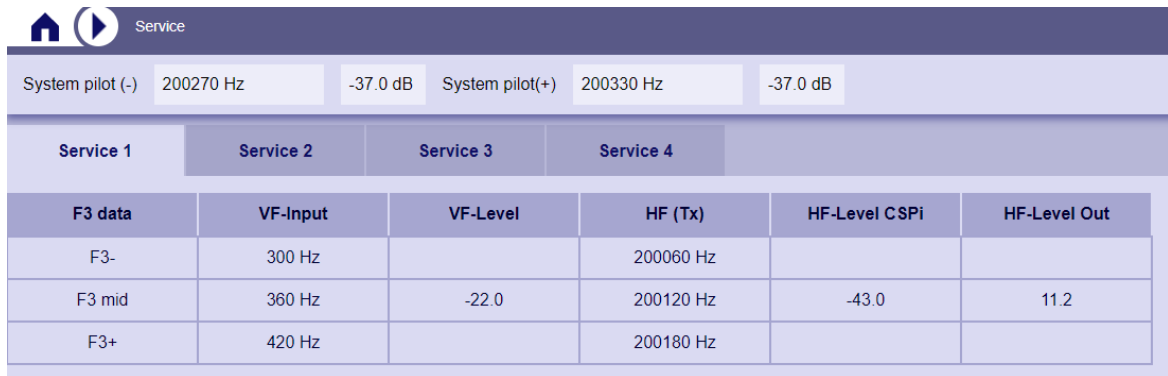 Service
System pilot (-) 200270 Hz -37.0 dB System pilot(+) 200330 Hz -37.0 dB
Service 1 Service 2 Service 3 Service 4
F3 data VF-Input VF-Level HF (Tx) HF-Level CSPi HF-Level Out
F3- 300 Hz 200060 Hz
F3 mid 360 Hz -22.0 200120 Hz -43.0 11.2
F3+ 420 Hz 200180 Hz